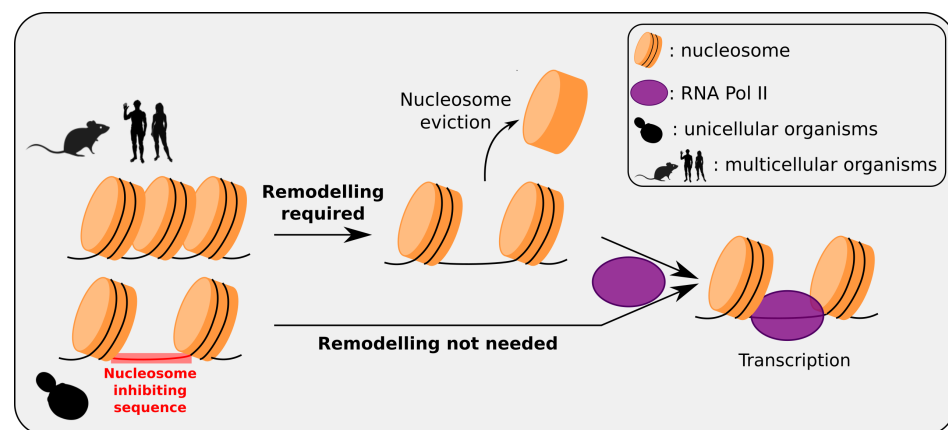 : nucleosome
: RNA Pol II
: unicellular organisms
: multicellular organisms
Nucleosome
eviction
Remodelling
required
Remodelling not needed
Nucleosome
inhibiting
sequence
Transcription